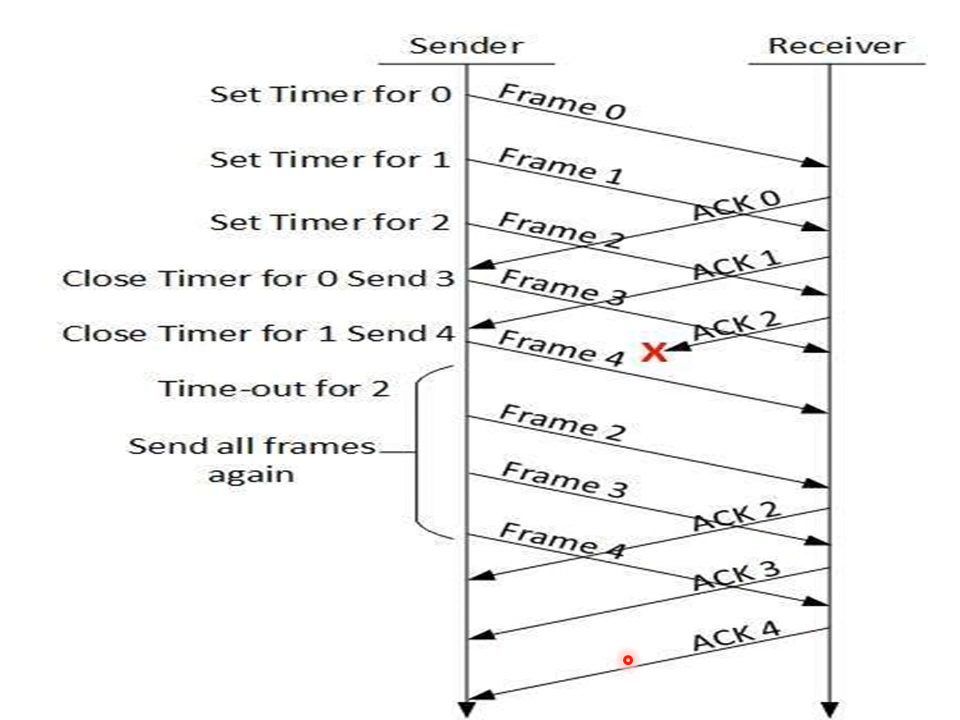 Sender Receiver
Set Timer for 0 Frame 0
Set Timer for 1 Frame 1
ACK 0
Set Timer for 2 Frame 2
ACK 1
Close Timer for 0 Send 3 Frame 3
ACK 2
Close Timer for 1 Send 4 Frame 4 X
Time-out for 2
Frame 2
Send all frames
again
Frame 3
ACK 2
Frame 4
ACK 3
ACK 4